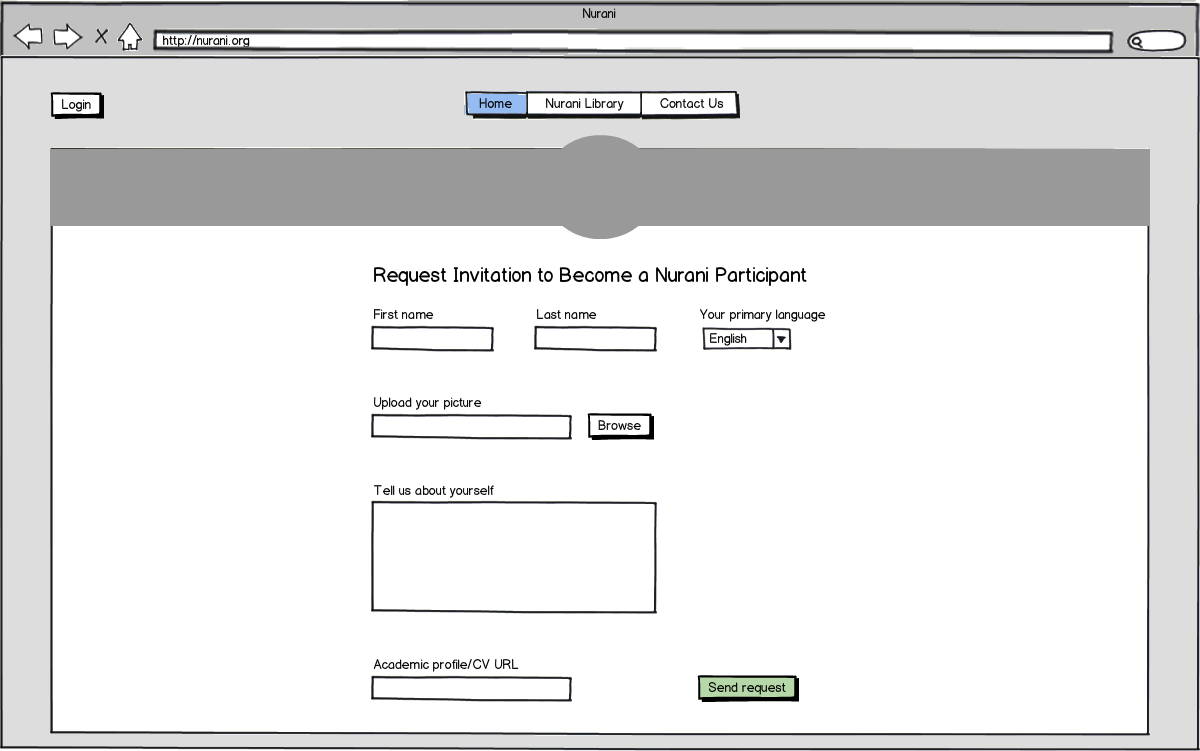 Nurani
http://nurani.org
Login
Home Nurani Library Contact Us
Request Invitation to Become a Nurani Participant
First name Last name Your primary language
English
Upload your picture
Browse
Tell us about yourself
Academic profile/CV URL
Send request